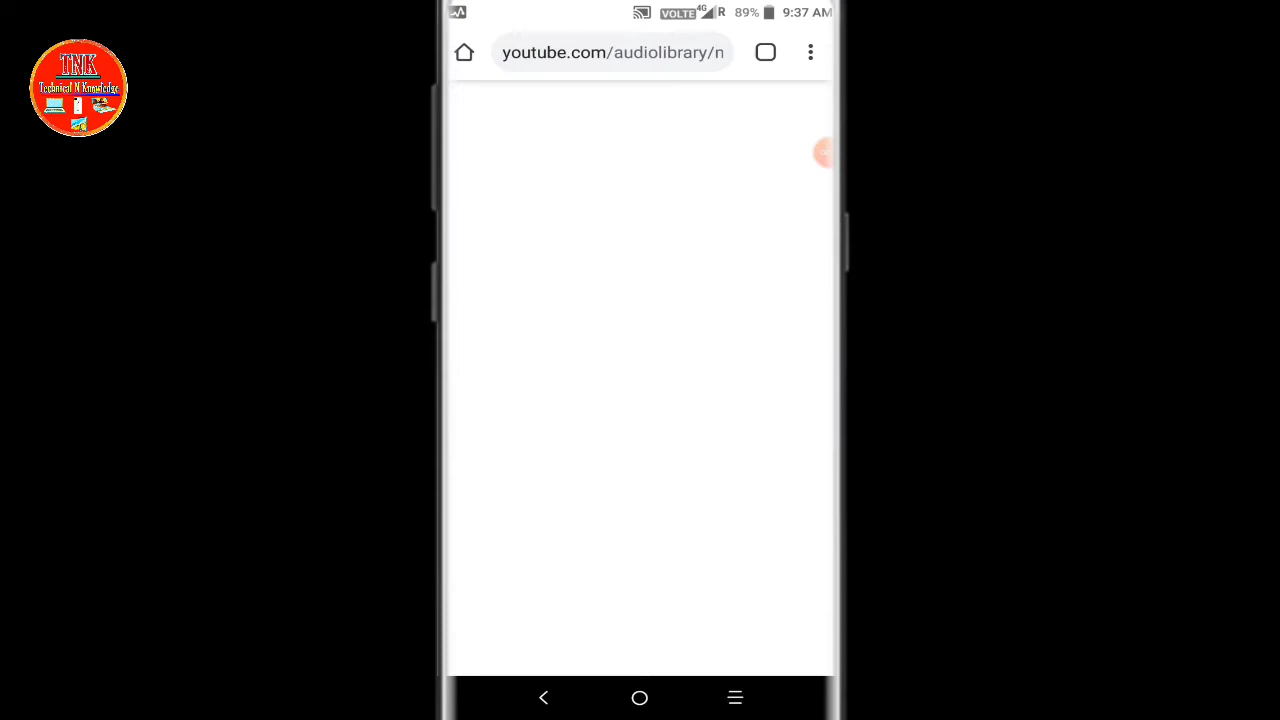 TNK
Technical N Knowledge
VOLTE 4G R 89% 9:37 AM
youtube.com/audiolibrary/n